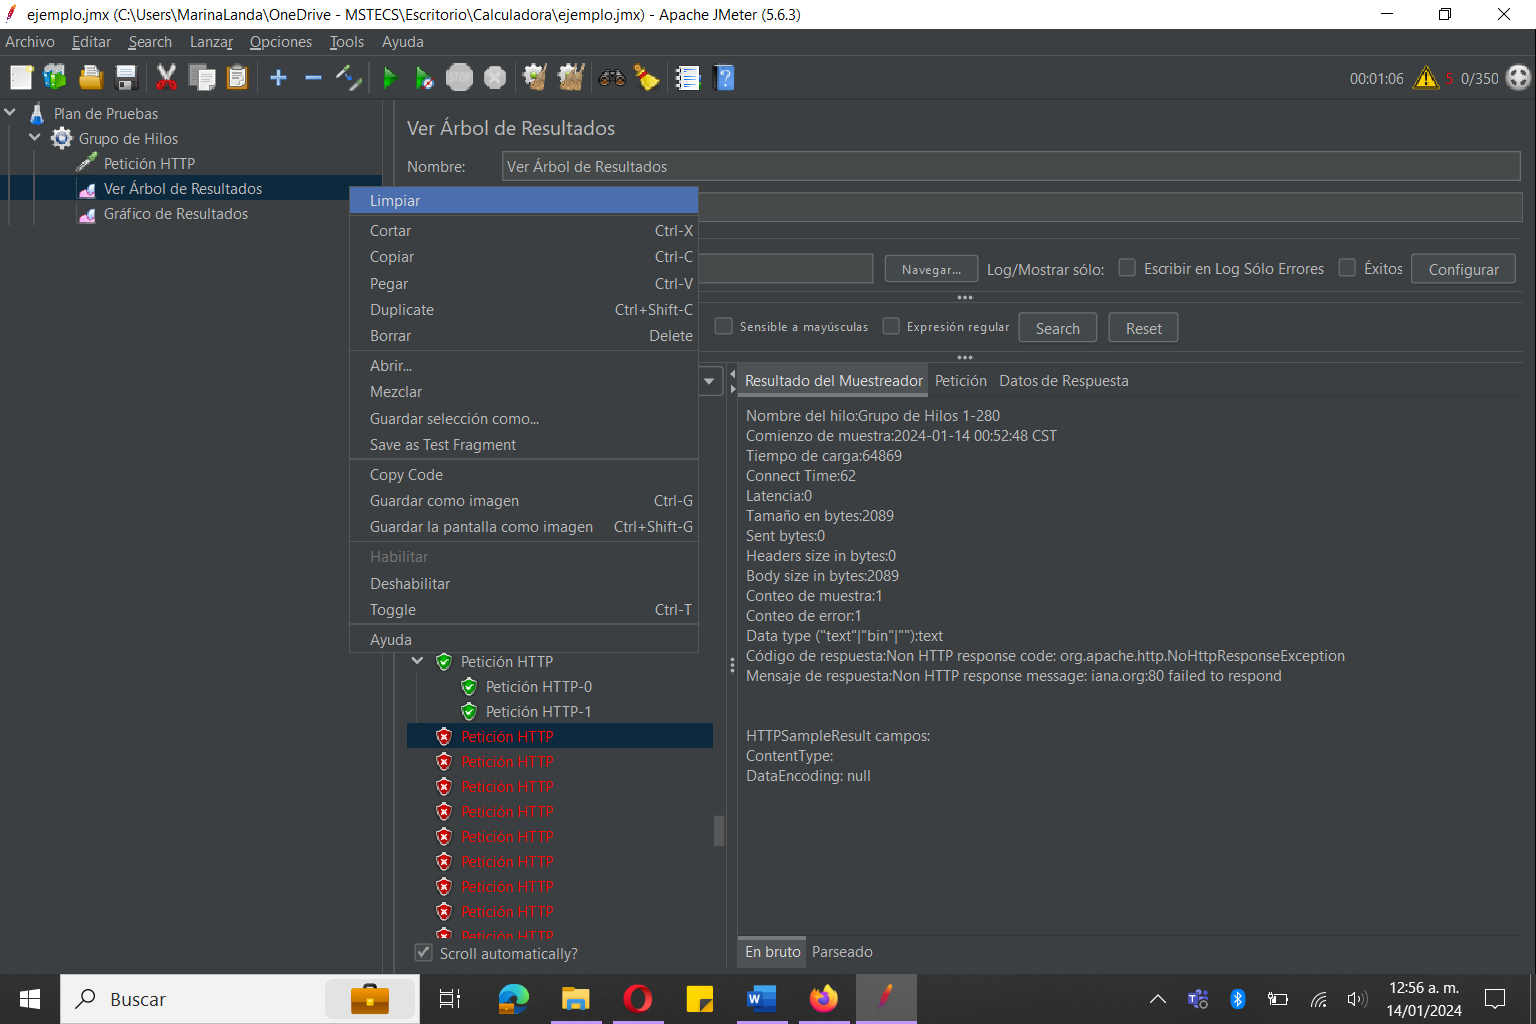 ejemplo.jmx (C:\Users\MarinaLanda\OneDrive - MSTECS\Escritorio\Calculadora\ejemplo.jmx) - Apache JMeter (5.6.3)
Archivo Editar Search Lanzar Opciones Tools Ayuda
STOP 00:01:06 5 0/350
Plan de Pruebas
Grupo de Hilos
Petición HTTP
Ver Árbol de Resultados
Gráfico de Resultados
Ver Árbol de Resultados
Nombre: Ver Árbol de Resultados
Limpiar
Cortar Ctrl-X
Copiar Ctrl-C
Pegar Ctrl-V
Duplicate Ctrl+Shift-C
Borrar Delete
Abrir...
Mezclar
Guardar selección como...
Save as Test Fragment
Copy Code
Guardar como imagen Ctrl-G
Guardar la pantalla como imagen Ctrl+Shift-G
Habilitar
Deshabilitar
Toggle Ctrl-T
Ayuda
Navegar... Log/Mostrar sólo: Escribir en Log Sólo Errores Éxitos Configurar
Sensible a mayúsculas Expresión regular Search Reset
Resultado del Muestreador Petición Datos de Respuesta
Nombre del hilo:Grupo de Hilos 1-280
Comienzo de muestra:2024-01-14 00:52:48 CST
Tiempo de carga:64869
Connect Time:62
Latencia:0
Tamaño en bytes:2089
Sent bytes:0
Headers size in bytes:0
Body size in bytes:2089
Conteo de muestra:1
Conteo de error:1
Data type ("text"|"bin"|""):text
Código de respuesta:Non HTTP response code: org.apache.http.NoHttpResponseException
Mensaje de respuesta:Non HTTP response message: iana.org:80 failed to respond
HTTPSampleResult campos:
ContentType:
DataEncoding: null
Petición HTTP
Petición HTTP-0
Petición HTTP-1
Petición HTTP
Petición HTTP
Petición HTTP
Petición HTTP
Petición HTTP
Petición HTTP
Petición HTTP
Petición HTTP
Petición HTTP
Scroll automatically?
En bruto Parseado
Buscar
12:56 a. m.
14/01/2024